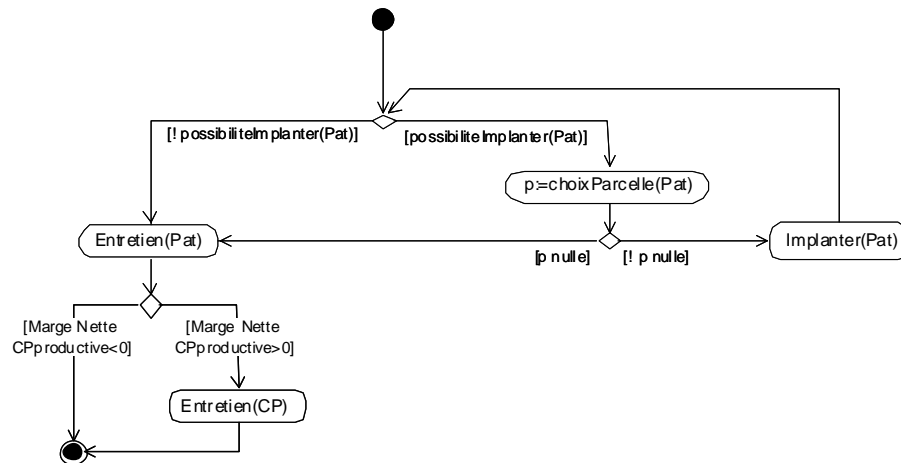 [! possibiliteImplanter(Pat)]
[possibiliteImplanter(Pat)]
p:=choixParcelle(Pat)
Entretien(Pat)
Implanter(Pat)
[p nulle]
[! p nulle]
[Marge Nette
CPproductive<0]
[Marge Nette
CPproductive>0]
Entretien(CP)